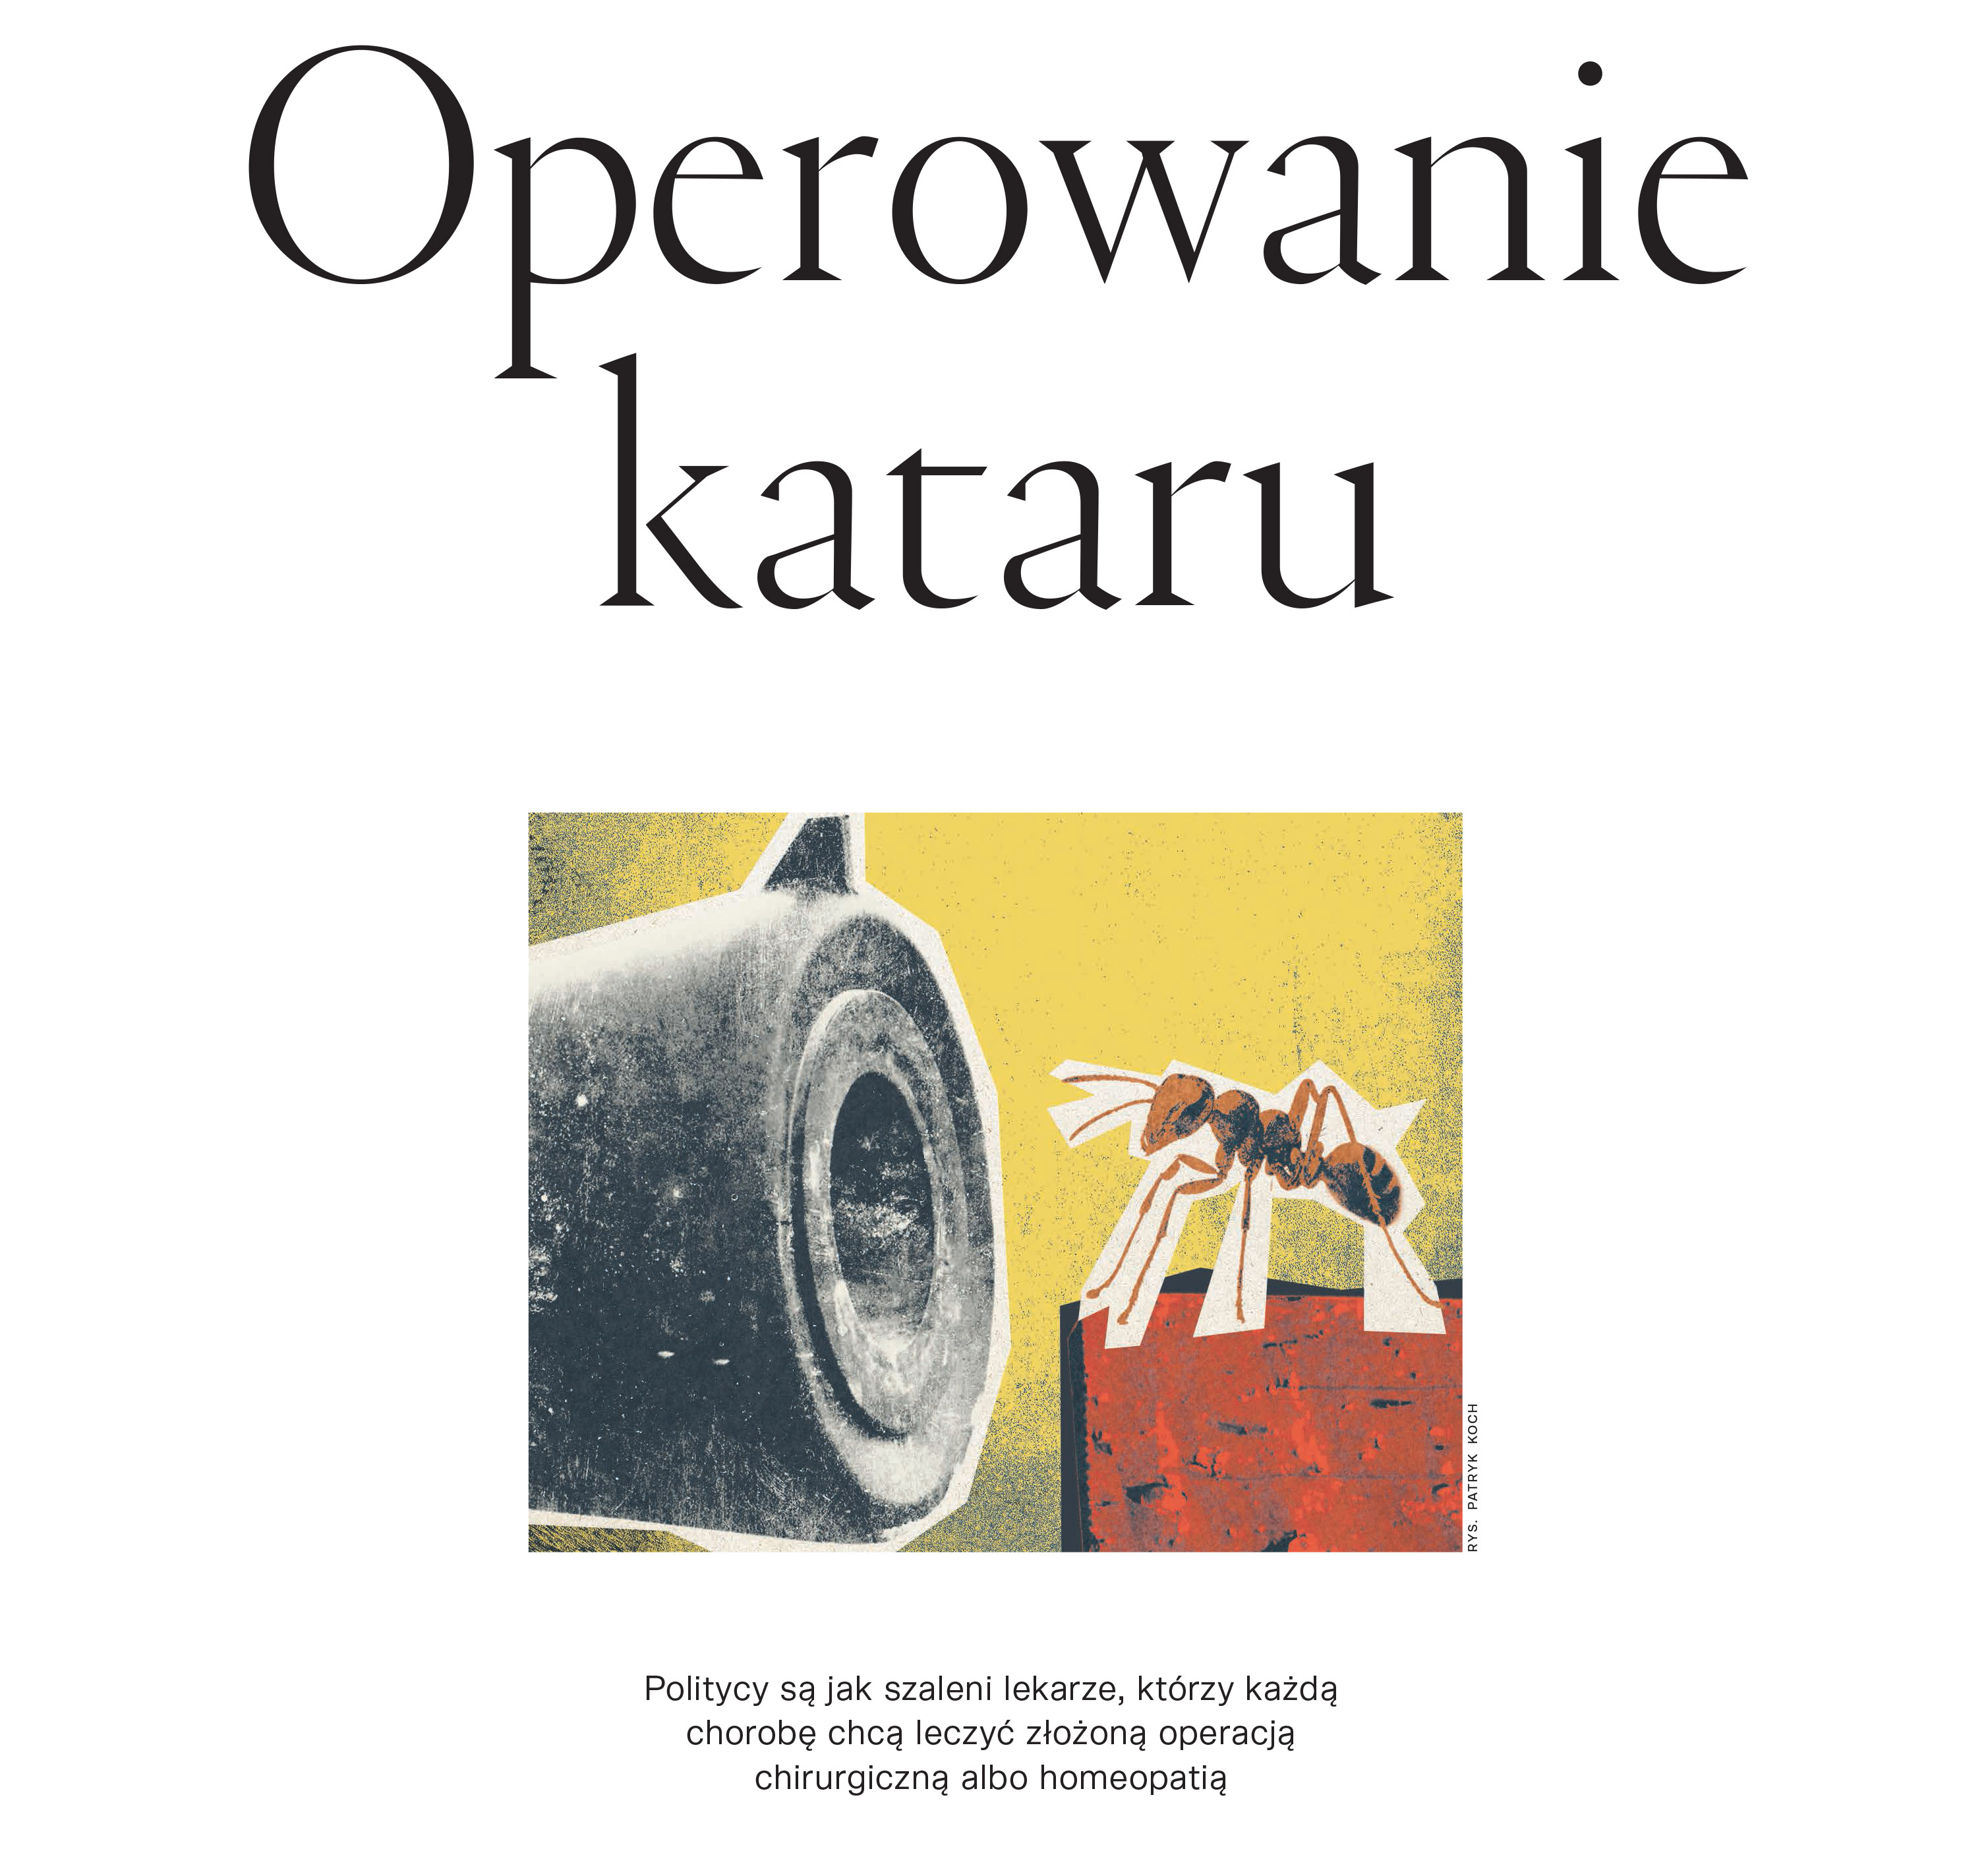 Operowanie
kataru
RYS. PATRYK KOCH
Politycy są jak szaleni lekarze, którzy każdą
chorobę chcą leczyć złożoną operacją
chirurgiczną albo homeopatią